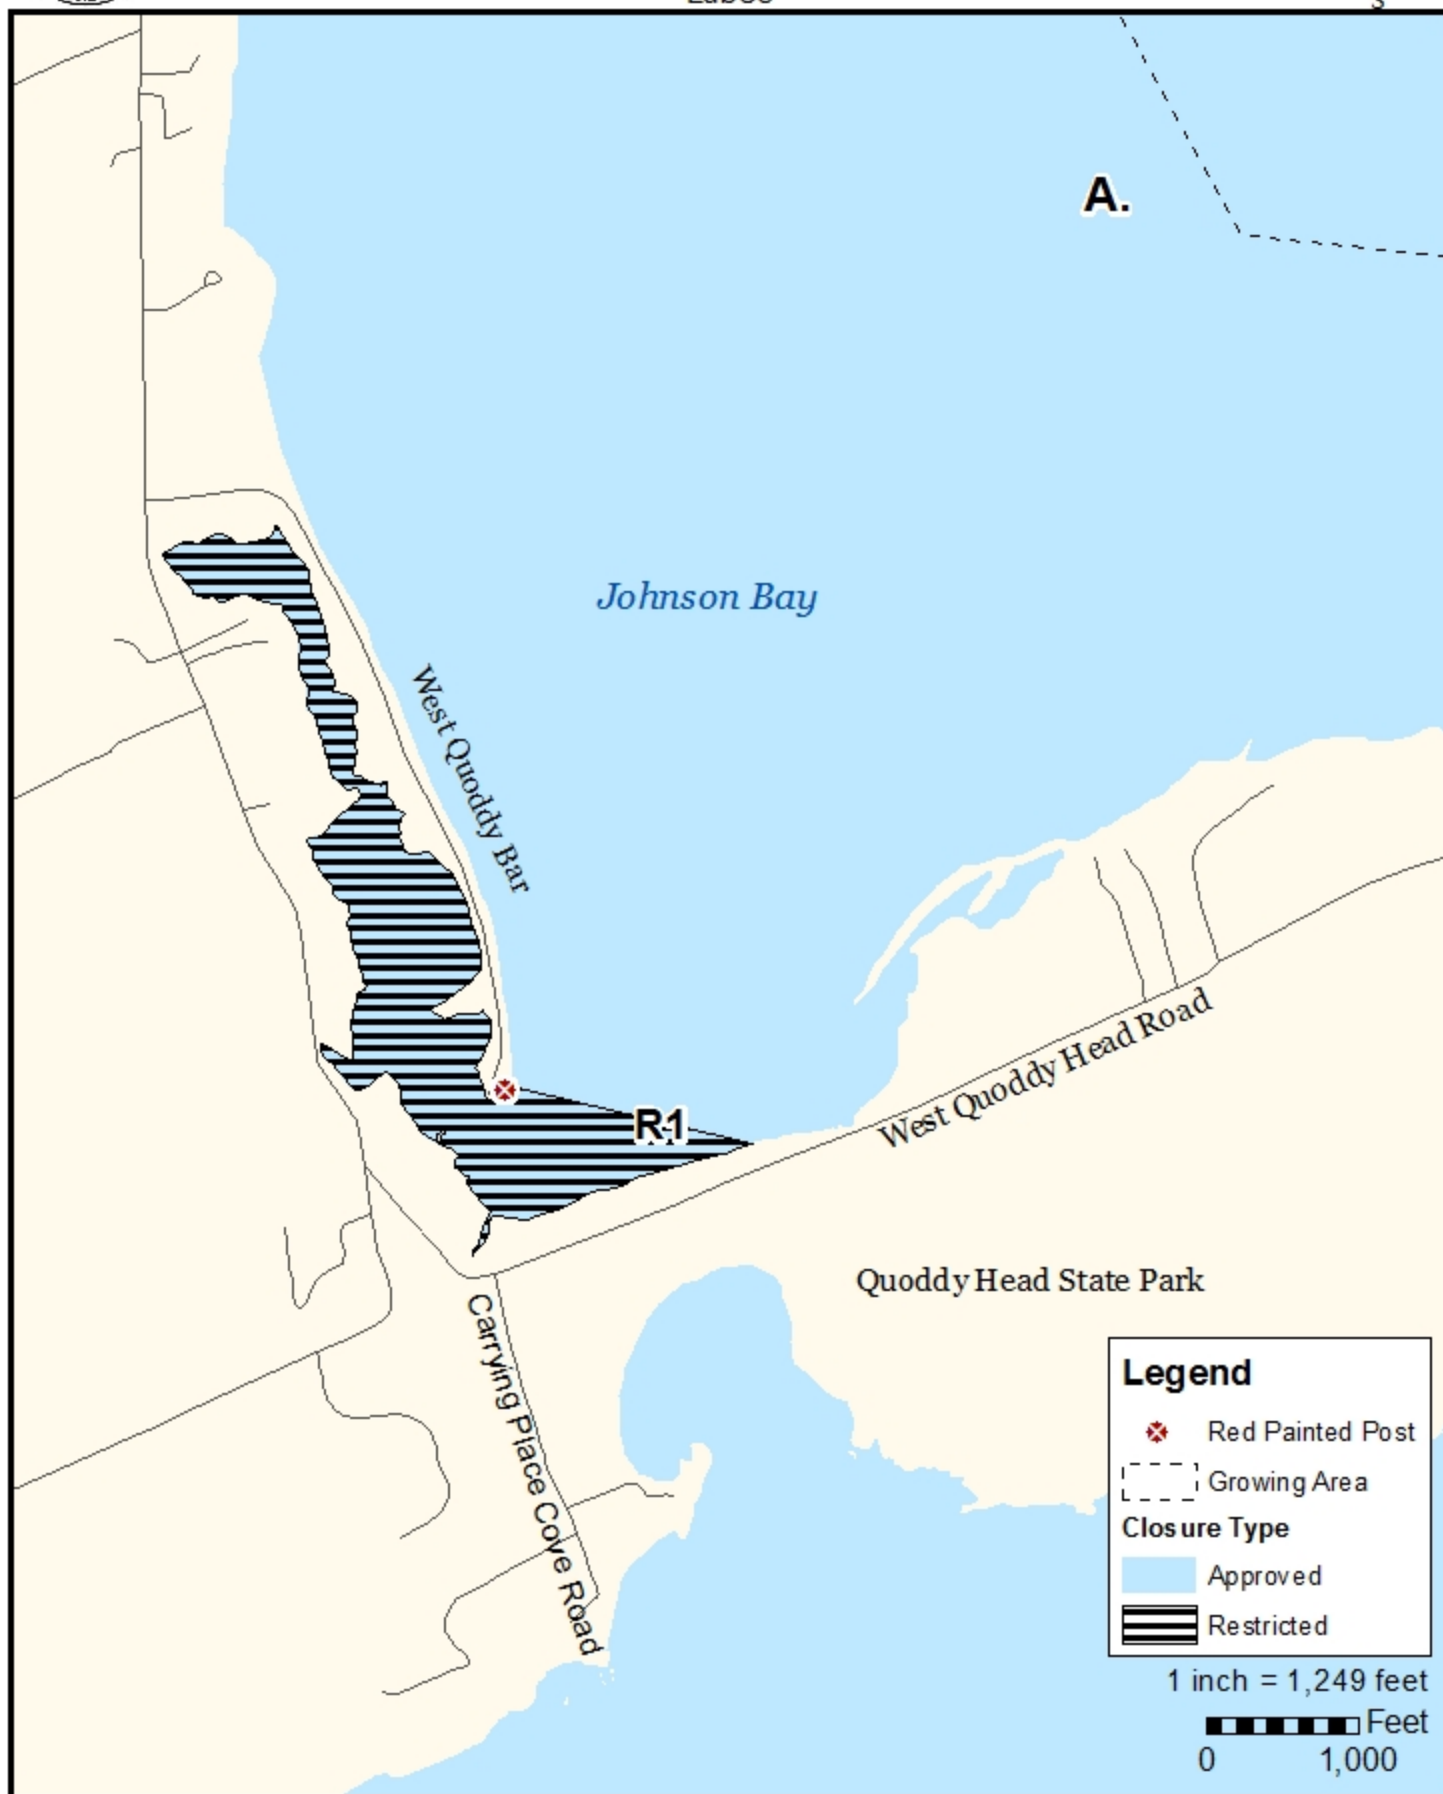 A.
Johnson Bay
West Quoddy Bar
R1
West Quoddy Head Road
Quoddy Head State Park
Carrying Place Cove Road
Legend
Red Painted Post
Growing Area
Closure Type
Approved
Restricted
1 inch = 1,249 feet
Feet
0 1,000